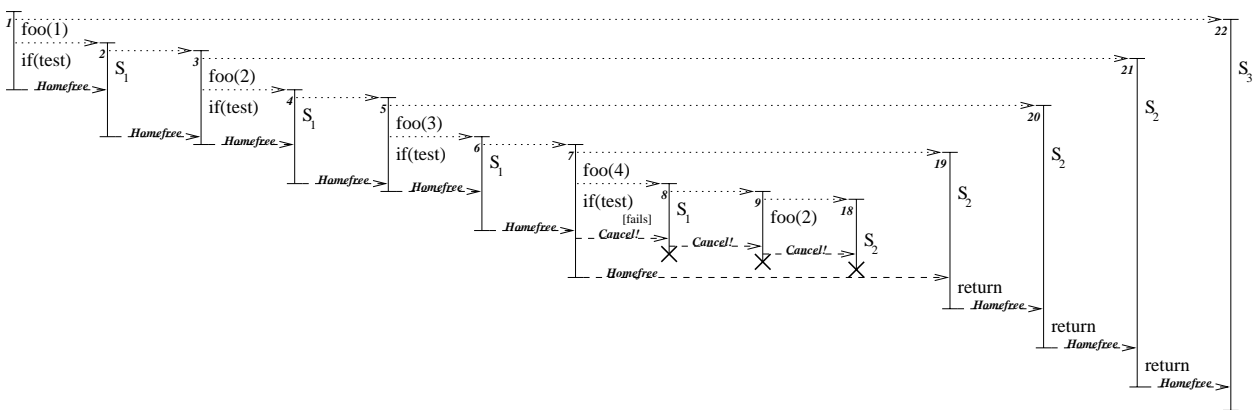 1
22
foo(1)
2
3
if(test)
S1
21
S3
foo(2)
Homefree
4
5
S2
if(test)
S1
20
foo(3)
Homefree
Homefree
6
7
S2
if(test)
S1
19
foo(4)
Homefree
Homefree
8
9
18
S2
if(test)
S1
foo(2)
[fails]
Homefree
Cancel!
Cancel!
Cancel!
S2
Homefree
return
Homefree
return
Homefree
return
Homefree